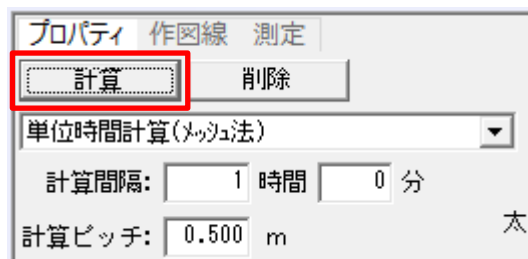 プロパティ 作図線 測定
計算 削除
単位時間計算(メッシュ法)
計算間隔: 1 時間 0 分
計算ピッチ: 0.500 m
太